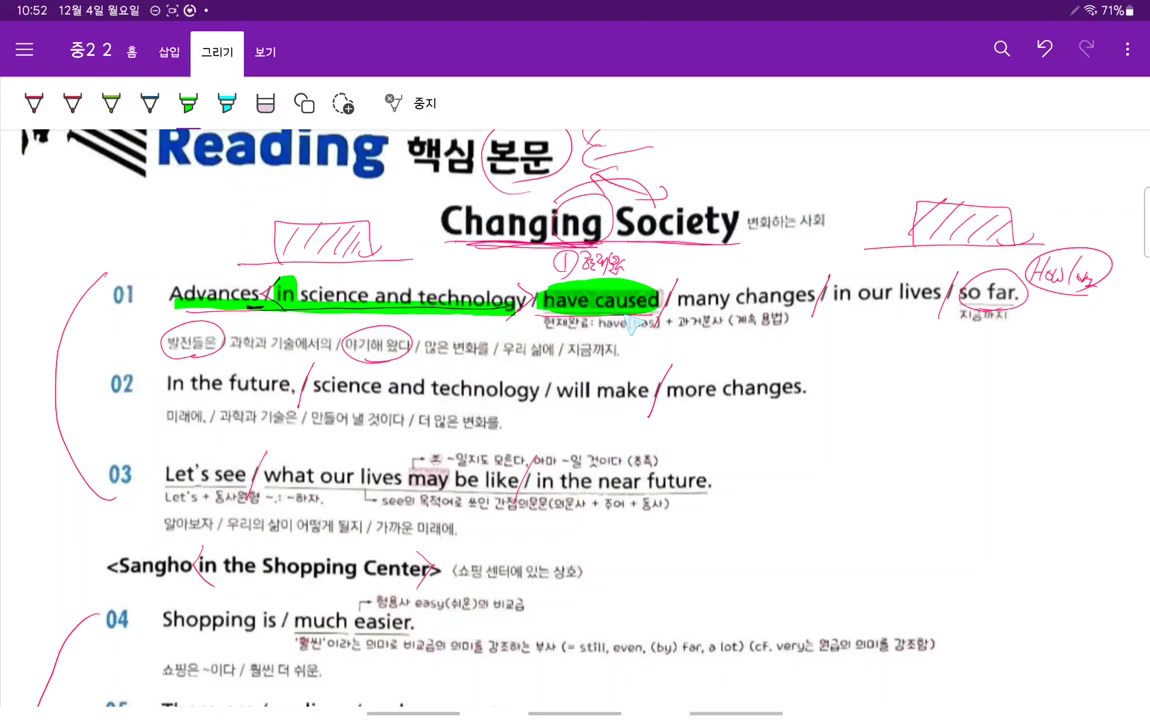 10:52 12월 4일 월요일 71%
중2 2 홈 삽입 그리기 보기
중지
Reading 핵심 본문
Changing Society 변화하는 사회
① 현재완
How long
01 Advances / in science and technology / have caused / many changes / in our lives / so far.
현재완료: have[has] + 과거분사 (계속 용법) 지금까지
발전들은 / 과학과 기술에서의 / 야기해 왔다 / 많은 변화를 / 우리 삶에 / 지금까지.
02 In the future, / science and technology / will make / more changes.
미래에, / 과학과 기술은 / 만들어 낼 것이다 / 더 많은 변화를.
~일지도 모른다, 아마 ~일 것이다 (추측)
03 Let's see / what our lives may be like / in the near future.
Let's + 동사원형 ~.: ~하자. see의 목적어로 쓰인 간접의문문(의문사 + 주어 + 동사)
알아보자 / 우리의 삶이 어떻게 될지 / 가까운 미래에.
<Sangho in the Shopping Center> 〈쇼핑 센터에 있는 상호〉
형용사 easy(쉬운)의 비교급
04 Shopping is / much easier.
'훨씬'이라는 의미로 비교급의 의미를 강조하는 부사 (= still, even, (by) far, a lot) (cf. very는 원급의 의미를 강조함)
쇼핑은 ~이다 / 훨씬 더 쉬운.